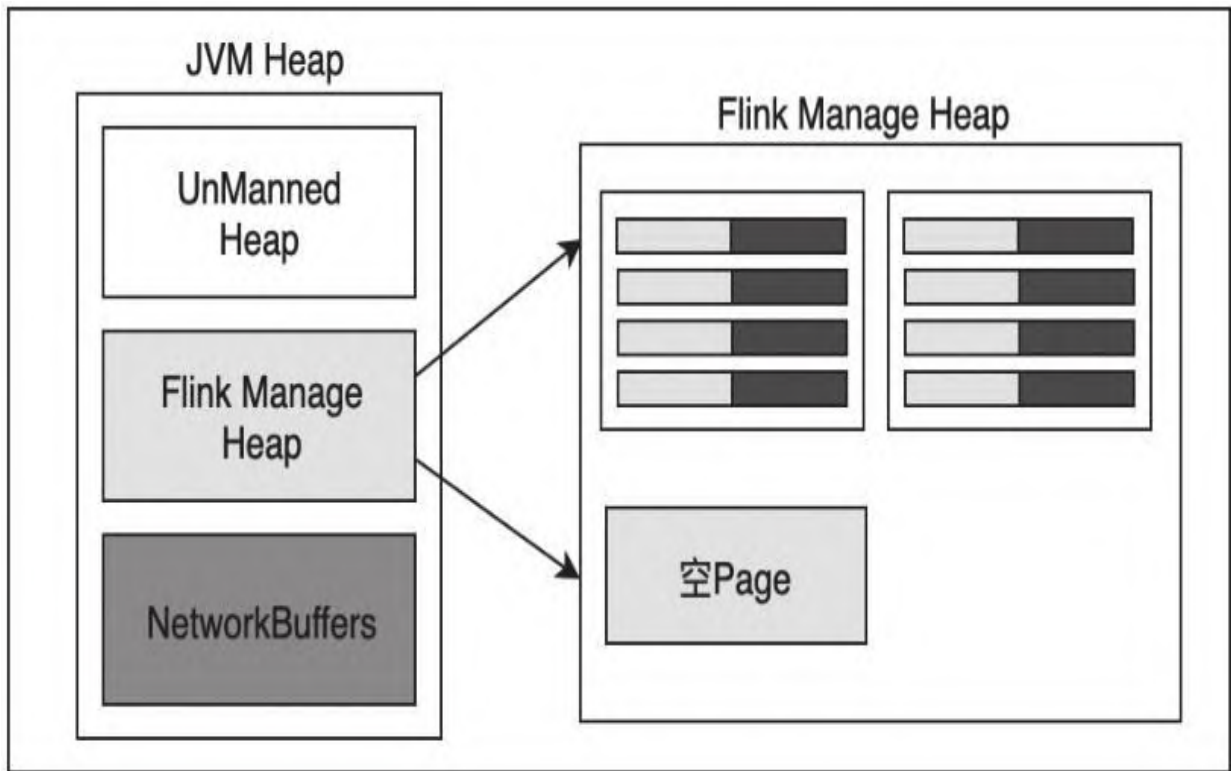 JVM Heap
UnManned
Heap
Flink Manage
Heap
NetworkBuffers
Flink Manage Heap
空Page